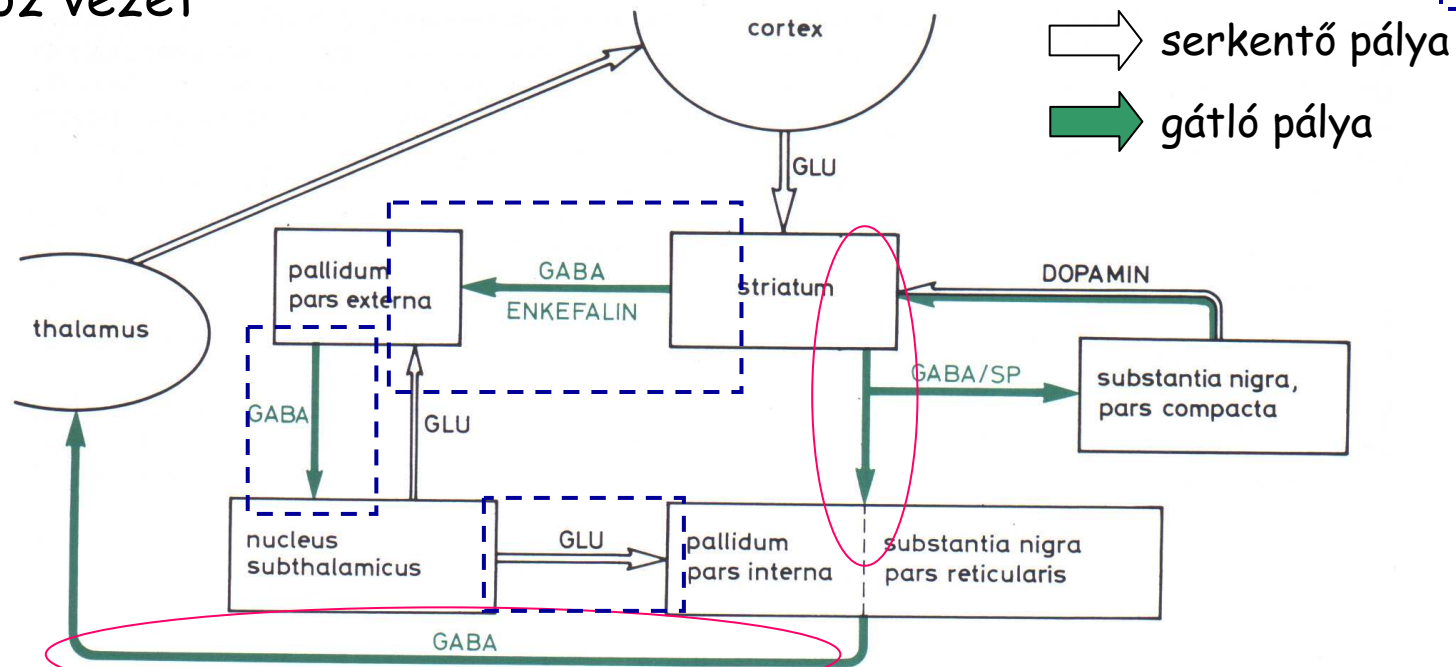 vezet
cortex
serkentő pálya
gátló pálya
GLU
pallidum
pars externa
GABA
ENKEFALIN
striatum
DOPAMIN
thalamus
GABA/SP
substantia nigra,
pars compacta
GABA
GLU
nucleus
subthalamicus
GLU
pallidum
pars interna
substantia nigra
pars reticularis
GABA